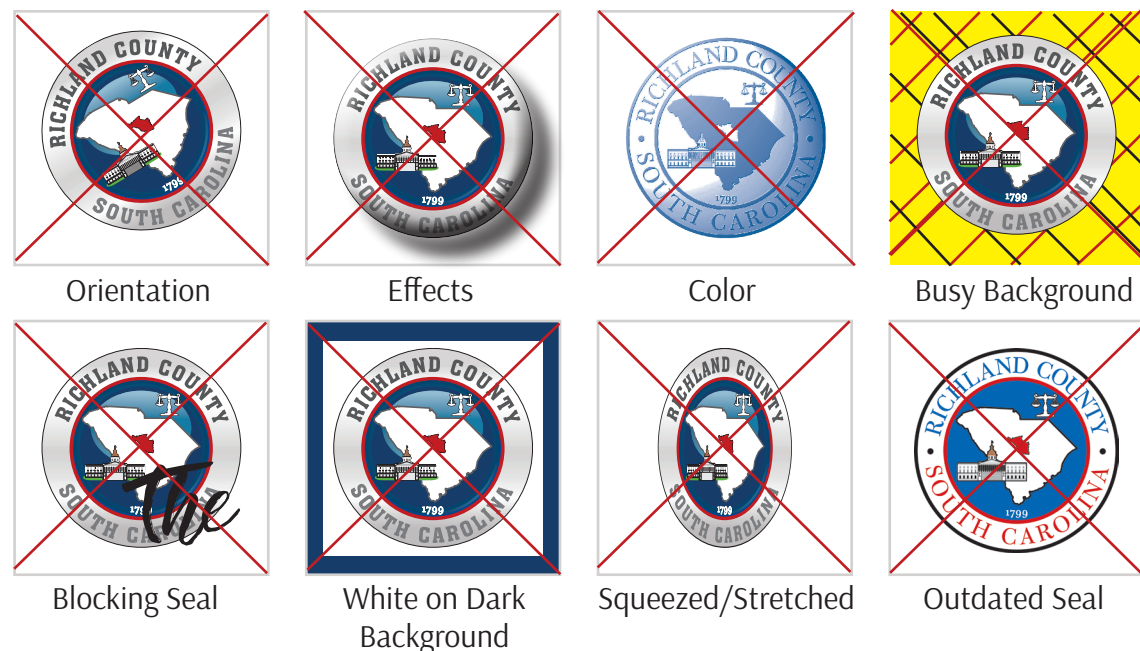 RICHLAND COUNTY
SOUTH CAROLINA
1799
Orientation
RICHLAND COUNTY
SOUTH CAROLINA
1799
Effects
RICHLAND COUNTY
SOUTH CAROLINA
1799
Color
RICHLAND COUNTY
SOUTH CAROLINA
1799
Busy Background
RICHLAND COUNTY
SOUTH CAROLINA
1799
The
Blocking Seal
RICHLAND COUNTY
SOUTH CAROLINA
1799
White on Dark
Background
RICHLAND COUNTY
SOUTH CAROLINA
1799
Squeezed/Stretched
RICHLAND COUNTY
SOUTH CAROLINA
1799
Outdated Seal